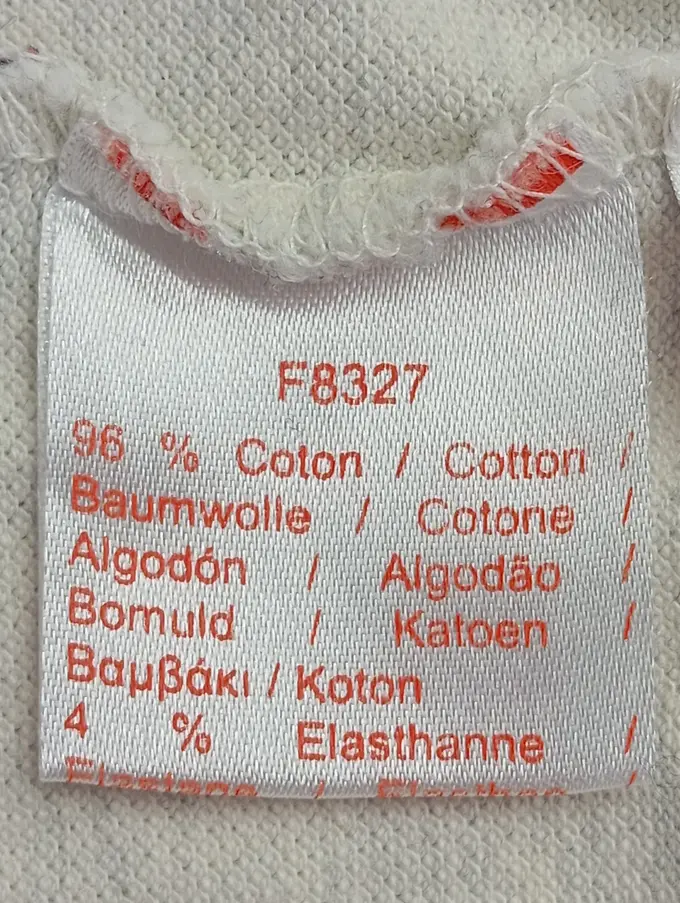 F8327
96 % Coton / Cotton /
Baumwolle / Cotone /
Algodón / Algodão /
Bomuld / Katoen /
Βαμβάκι / Koton
4 % Elasthanne /